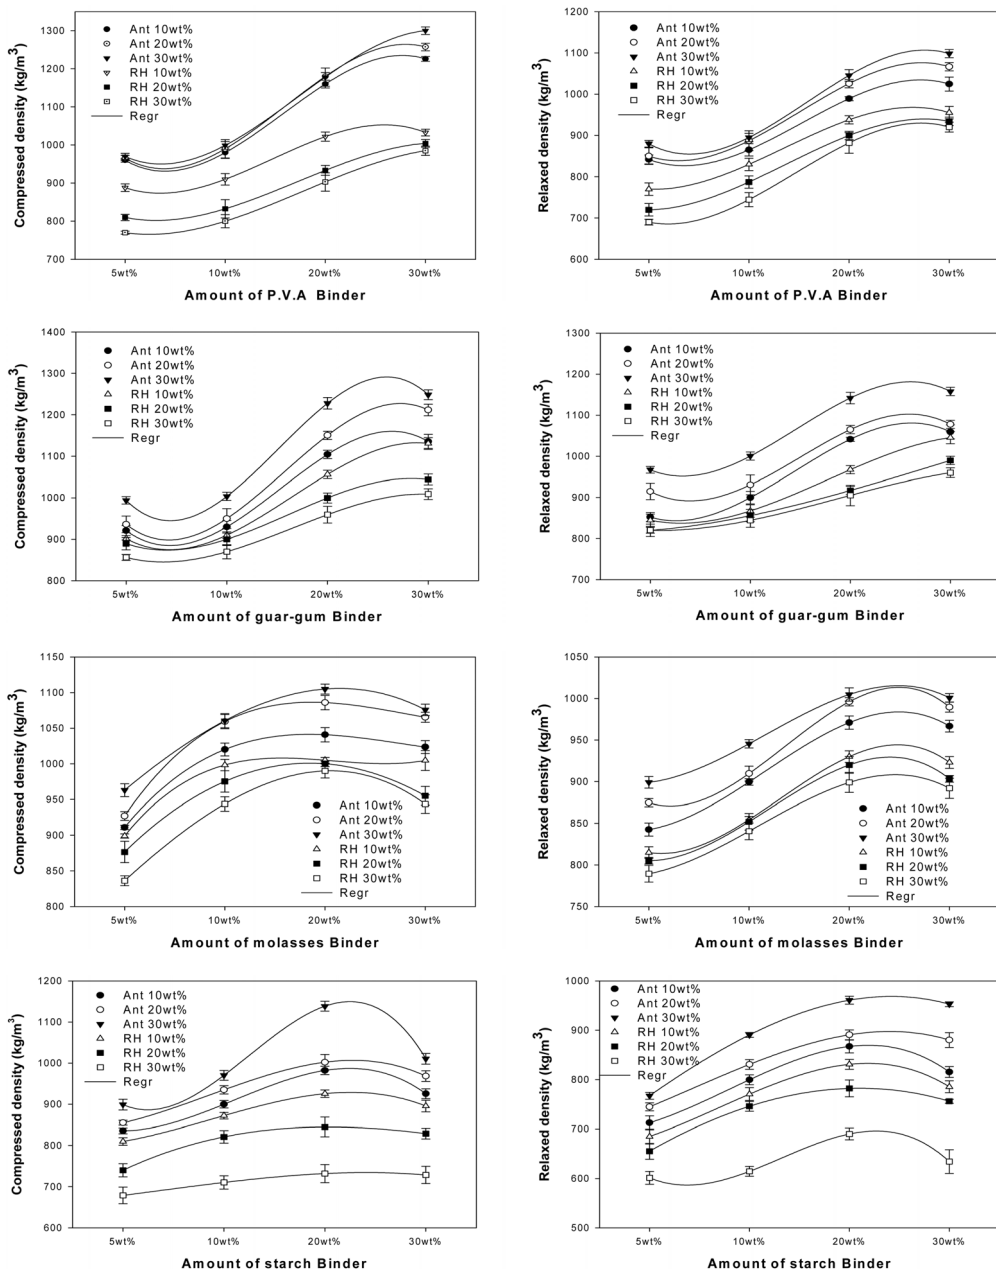 Compressed density (kg/m3)
1300
1200
1100
1000
900
800
700
Ant 10wt%
Ant 20wt%
Ant 30wt%
RH 10wt%
RH 20wt%
RH 30wt%
Regr
5wt%
10wt%
20wt%
30wt%
Amount of P.V.A Binder
Relaxed density (kg/m3)
1200
1100
1000
900
800
700
600
Ant 10wt%
Ant 20wt%
Ant 30wt%
RH 10wt%
RH 20wt%
RH 30wt%
Regr
5wt%
10wt%
20wt%
30wt%
Amount of P.V.A Binder
Compressed density (kg/m3)
1400
1300
1200
1100
1000
900
800
Ant 10wt%
Ant 20wt%
Ant 30wt%
RH 10wt%
RH 20wt%
RH 30wt%
Regr
5wt%
10wt%
20wt%
30wt%
Amount of guar-gum Binder
Relaxed density (kg/m3)
1300
1200
1100
1000
900
800
700
Ant 10wt%
Ant 20wt%
Ant 30wt%
RH 10wt%
RH 20wt%
RH 30wt%
Regr
5wt%
10wt%
20wt%
30wt%
Amount of guar-gum Binder
Compressed density (kg/m3)
1150
1100
1050
1000
950
900
850
800
Ant 10wt%
Ant 20wt%
Ant 30wt%
RH 10wt%
RH 20wt%
RH 30wt%
Regr
5wt%
10wt%
20wt%
30wt%
Amount of molasses Binder
Relaxed density (kg/m3)
1050
1000
950
900
850
800
750
Ant 10wt%
Ant 20wt%
Ant 30wt%
RH 10wt%
RH 20wt%
RH 30wt%
Regr
5wt%
10wt%
20wt%
30wt%
Amount of molasses Binder
Compressed density (kg/m3)
1200
1100
1000
900
800
700
600
Ant 10wt%
Ant 20wt%
Ant 30wt%
RH 10wt%
RH 20wt%
RH 30wt%
Regr
5wt%
10wt%
20wt%
30wt%
Amount of starch Binder
Relaxed density (kg/m3)
1000
900
800
700
600
500
Ant 10wt%
Ant 20wt%
Ant 30wt%
RH 10wt%
RH 20wt%
RH 30wt%
Regr
5wt%
10wt%
20wt%
30wt%
Amount of starch Binder